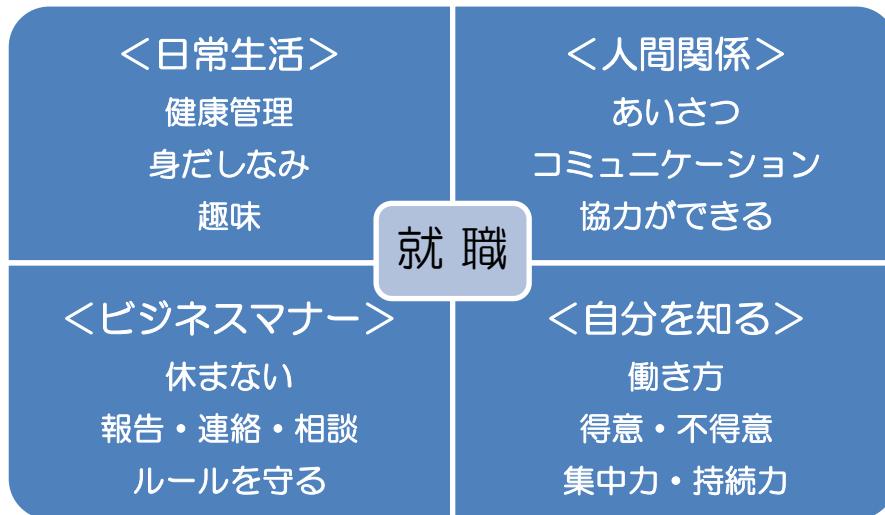 ＜日常生活＞
健康管理
身だしなみ
趣味
＜人間関係＞
あいさつ
コミュニケーション
協力ができる
就 職
＜ビジネスマナー＞
休まない
報告・連絡・相談
ルールを守る
＜自分を知る＞
働き方
得意・不得意
集中力・持続力